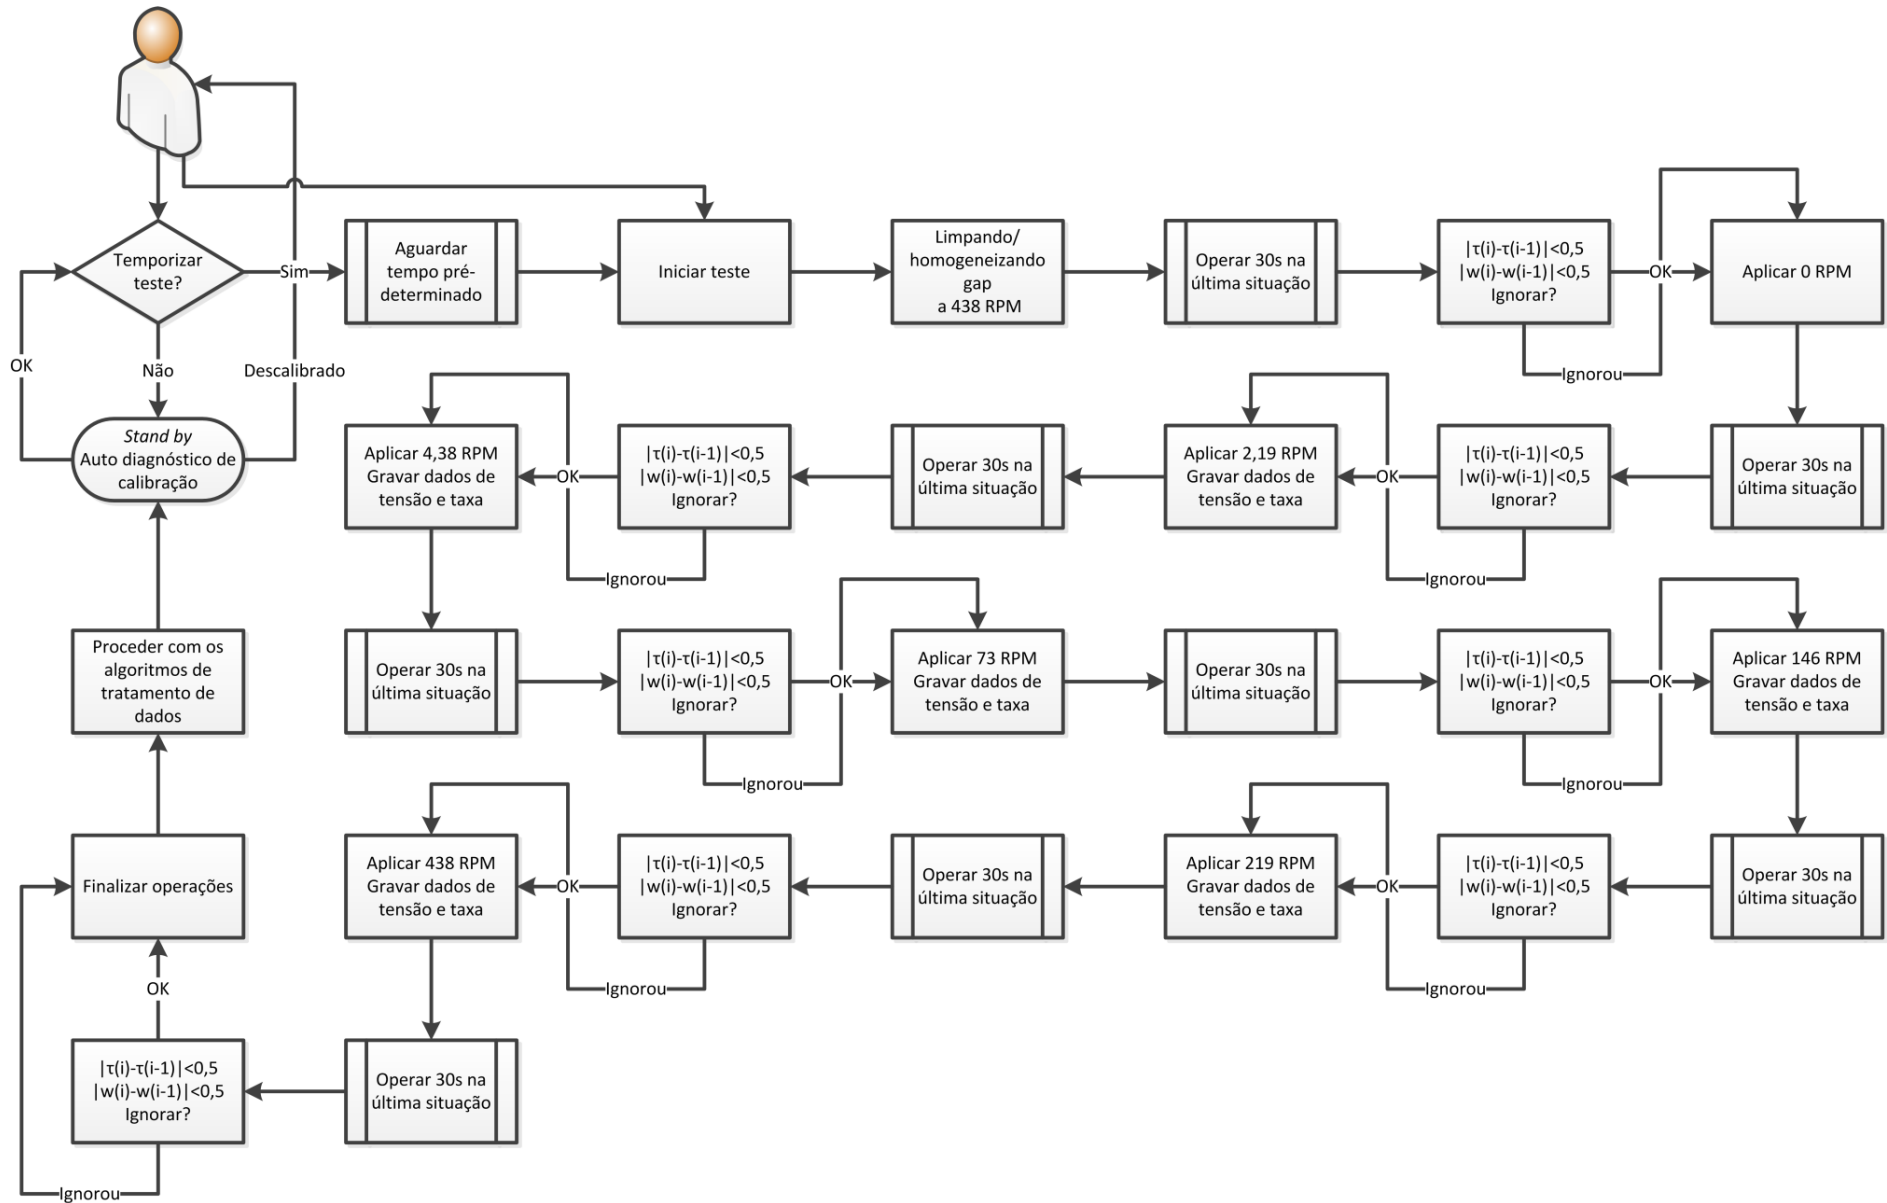 Temporizar
teste?
Sim
Aguardar
tempo pré-
determinado
Iniciar teste
Limpando/
homogeneizando
gap
a 438 RPM
Operar 30s na
última situação
|τ(i)-τ(i-1)|<0,5
|w(i)-w(i-1)|<0,5
Ignorar?
OK
Aplicar 0 RPM
OK
Não
Descalibrado
Ignorou
Stand by
Auto diagnóstico de
calibração
Aplicar 4,38 RPM
Gravar dados de
tensão e taxa
OK
|τ(i)-τ(i-1)|<0,5
|w(i)-w(i-1)|<0,5
Ignorar?
Operar 30s na
última situação
Aplicar 2,19 RPM
Gravar dados de
tensão e taxa
OK
|τ(i)-τ(i-1)|<0,5
|w(i)-w(i-1)|<0,5
Ignorar?
Operar 30s na
última situação
Ignorou
Ignorou
Proceder com os
algoritmos de
tratamento de
dados
Operar 30s na
última situação
|τ(i)-τ(i-1)|<0,5
|w(i)-w(i-1)|<0,5
Ignorar?
OK
Aplicar 73 RPM
Gravar dados de
tensão e taxa
Operar 30s na
última situação
|τ(i)-τ(i-1)|<0,5
|w(i)-w(i-1)|<0,5
Ignorar?
OK
Aplicar 146 RPM
Gravar dados de
tensão e taxa
Ignorou
Ignorou
Finalizar operações
Aplicar 438 RPM
Gravar dados de
tensão e taxa
OK
|τ(i)-τ(i-1)|<0,5
|w(i)-w(i-1)|<0,5
Ignorar?
Operar 30s na
última situação
Aplicar 219 RPM
Gravar dados de
tensão e taxa
OK
|τ(i)-τ(i-1)|<0,5
|w(i)-w(i-1)|<0,5
Ignorar?
Operar 30s na
última situação
OK
Ignorou
Ignorou
|τ(i)-τ(i-1)|<0,5
|w(i)-w(i-1)|<0,5
Ignorar?
Operar 30s na
última situação
Ignorou